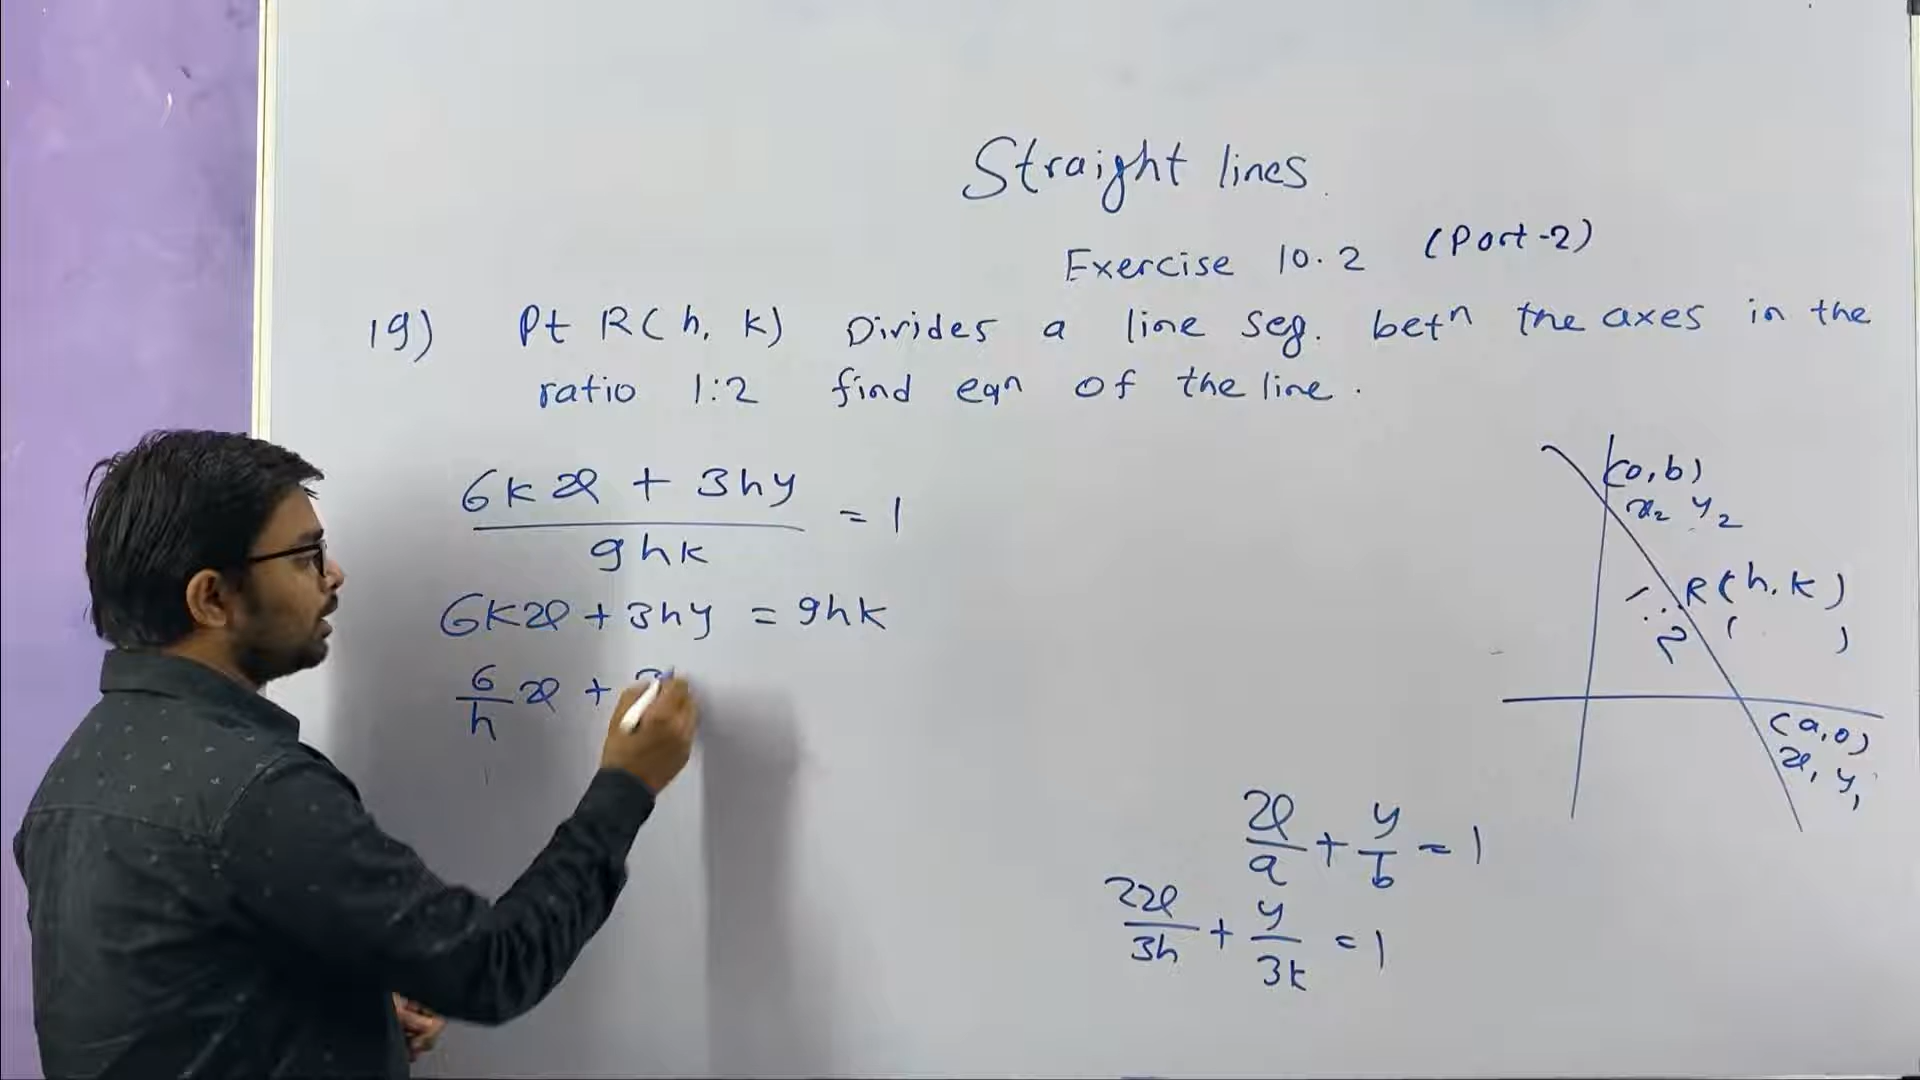 Straight lines
Exercise 10.2 (Part-2)
19) Pt R(h, k) Divides a line seg. betn the axes in the
ratio 1:2 find eqn of the line.
6kx + 3hy
9hk
= 1
6kx + 3hy = 9hk
6/h x +
(0,b)
x2 y2
R(h,k)
1:2 ( )
(a,0)
x1 y1
x/a + y/b = 1
2x/3h + y/3k = 1